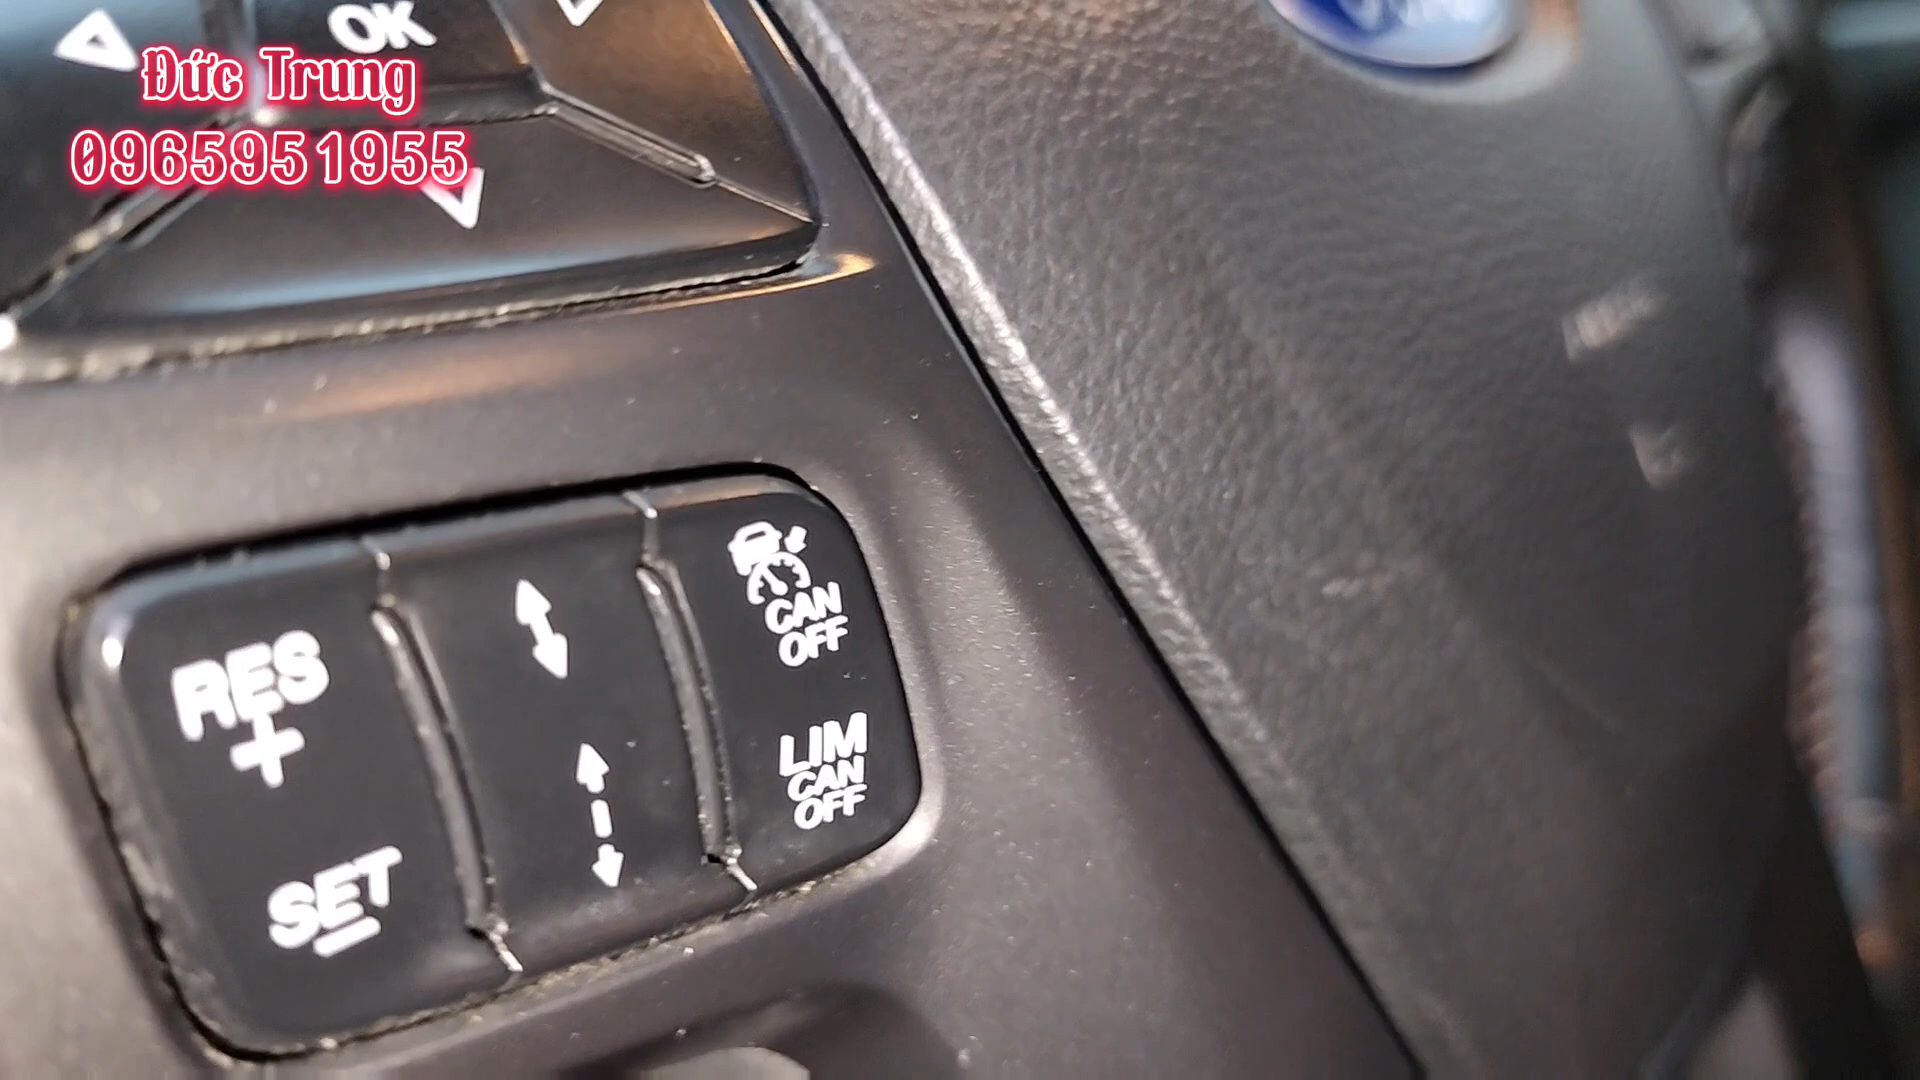 OK
Đức Trung
0965951955
RES
+
SET
CAN
OFF
LIM
CAN
OFF